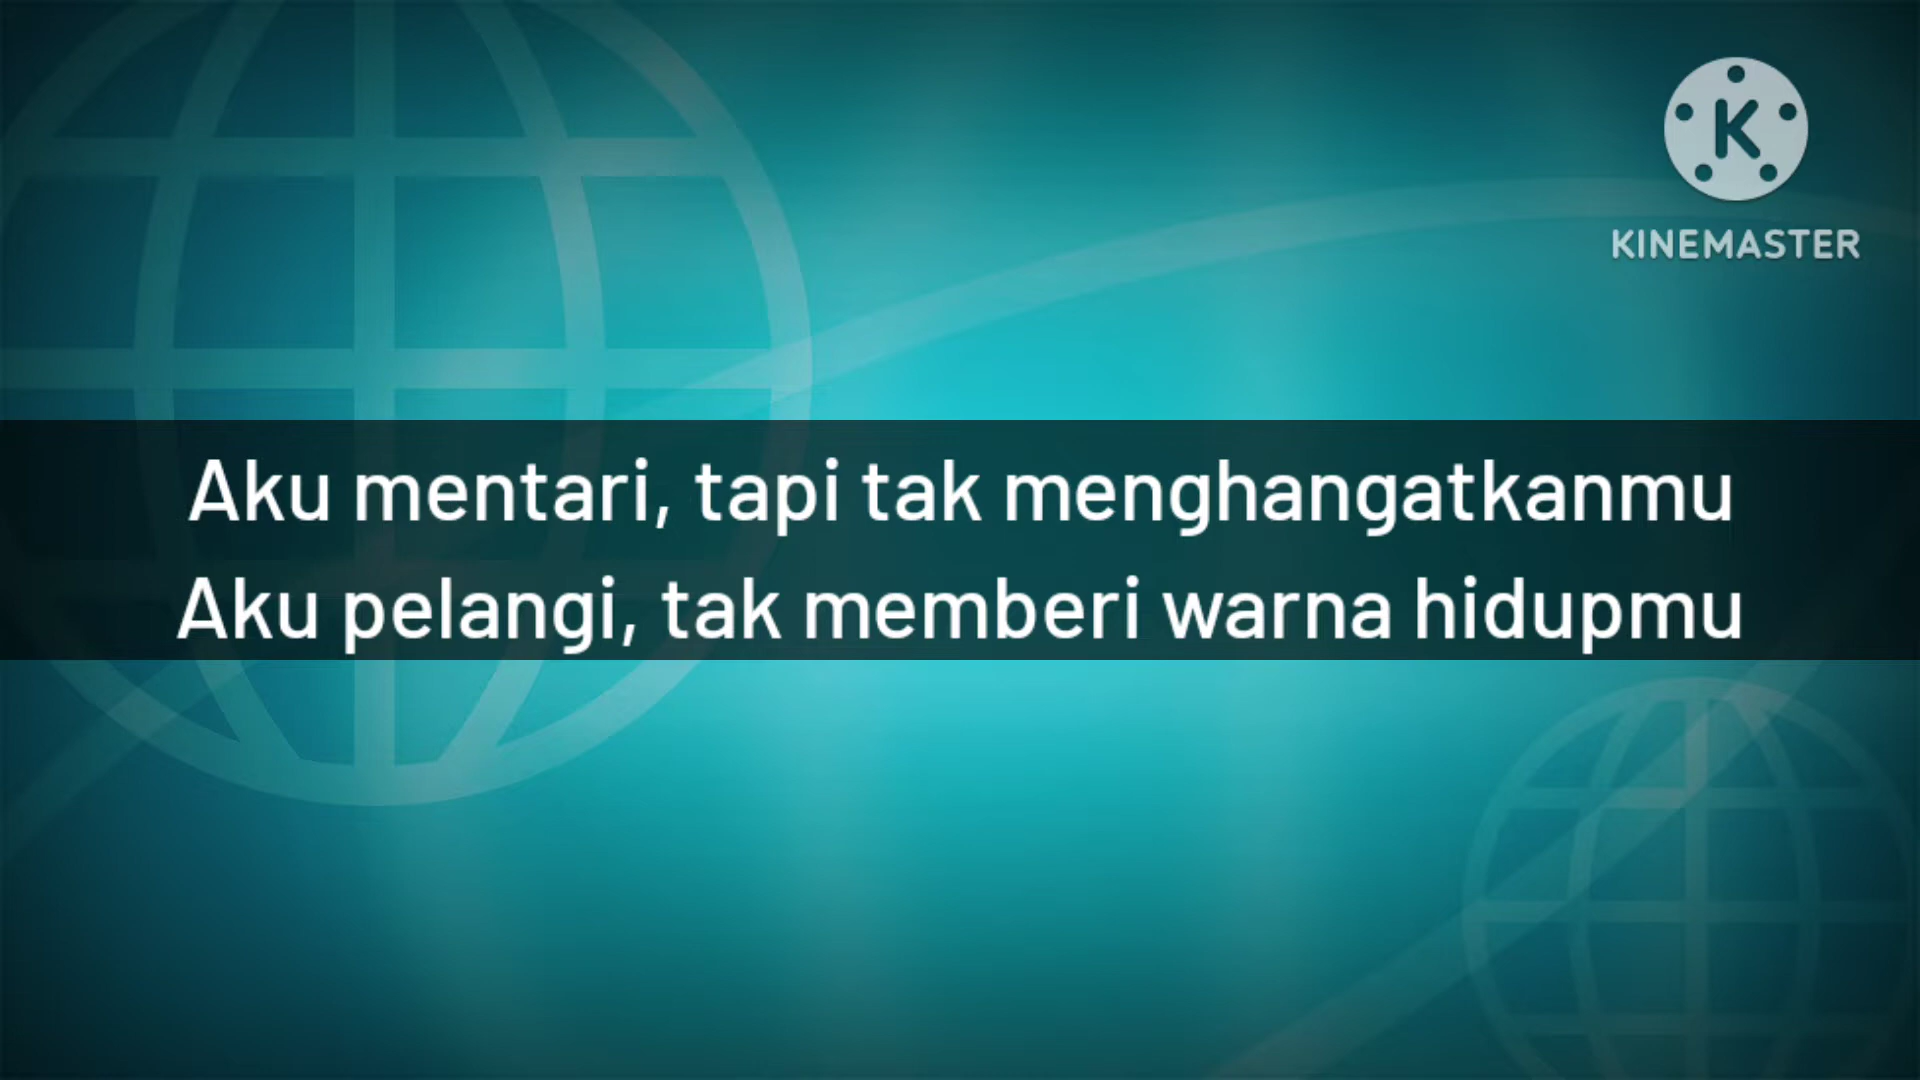 K
KINEMASTER
Aku mentari, tapi tak menghangatkanmu
Aku pelangi, tak memberi warna hidupmu